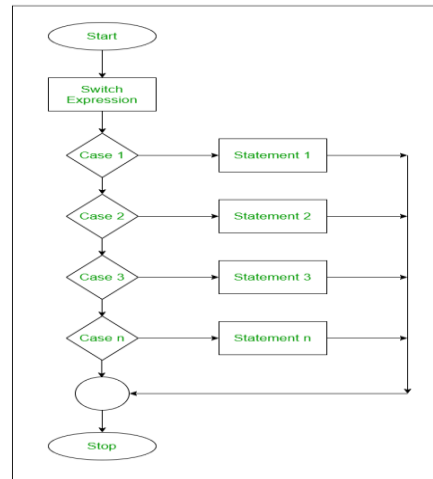 Start
Switch
Expression
Case 1
Statement 1
Case 2
Statement 2
Case 3
Statement 3
Case n
Statement n
Stop